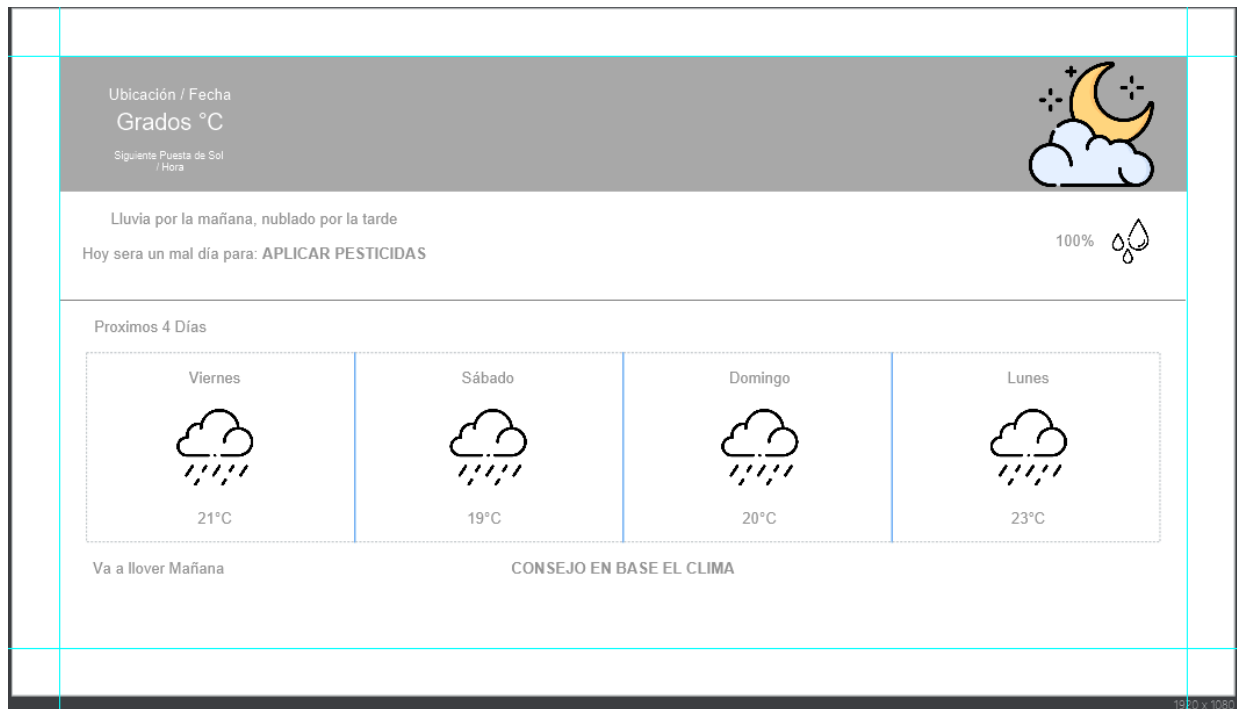 Ubicación / Fecha
Grados °C
Siguiente Puesta de Sol
/ Hora
Lluvia por la mañana, nublado por la tarde
Hoy sera un mal día para: APLICAR PESTICIDAS
100%
Proximos 4 Días
Viernes
Sábado
Domingo
Lunes
21°C
19°C
20°C
23°C
Va a llover Mañana
CONSEJO EN BASE EL CLIMA
1920 x 1080